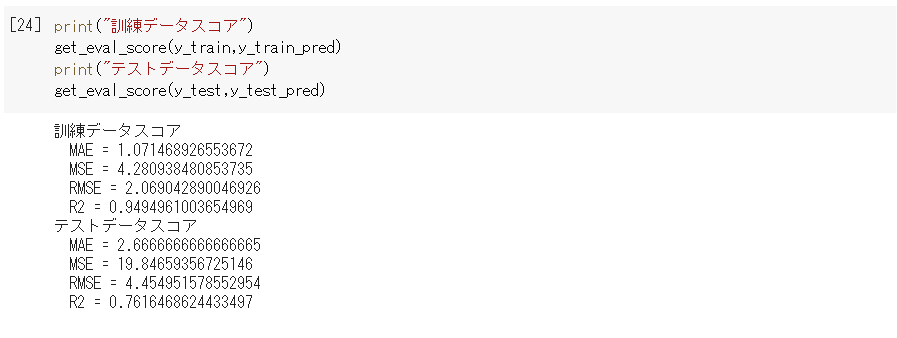 [24] print("訓練データスコア")
get_eval_score(y_train,y_train_pred)
print("テストデータスコア")
get_eval_score(y_test,y_test_pred)
訓練データスコア
MAE = 1.071468926553672
MSE = 4.280938480853735
RMSE = 2.069042890046926
R2 = 0.9494961003654969
テストデータスコア
MAE = 2.6666666666666665
MSE = 19.84659356725146
RMSE = 4.454951578552954
R2 = 0.7616468624433497